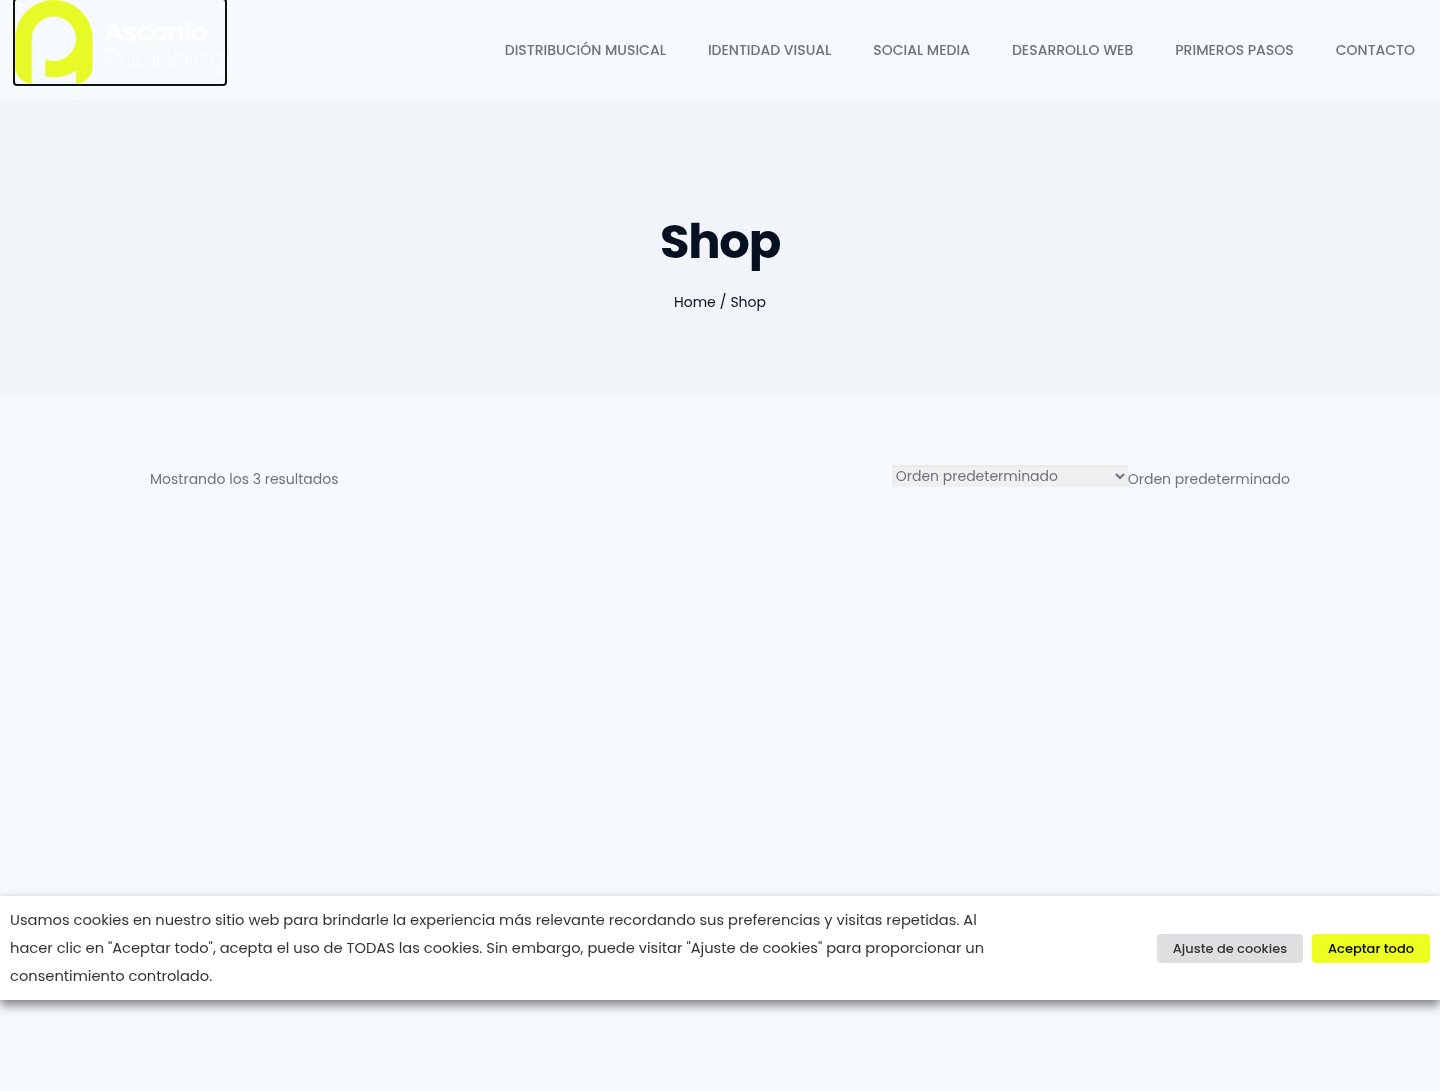 Ascanio
Publishing
DISTRIBUCIÓN MUSICAL
IDENTIDAD VISUAL
SOCIAL MEDIA
DESARROLLO WEB
PRIMEROS PASOS
CONTACTO
Shop
Home / Shop
Mostrando los 3 resultados
Orden predeterminado
Orden predeterminado
Usamos cookies en nuestro sitio web para brindarle la experiencia más relevante recordando sus preferencias y visitas repetidas. Al
hacer clic en "Aceptar todo", acepta el uso de TODAS las cookies. Sin embargo, puede visitar "Ajuste de cookies" para proporcionar un
consentimiento controlado.
Ajuste de cookies
Aceptar todo